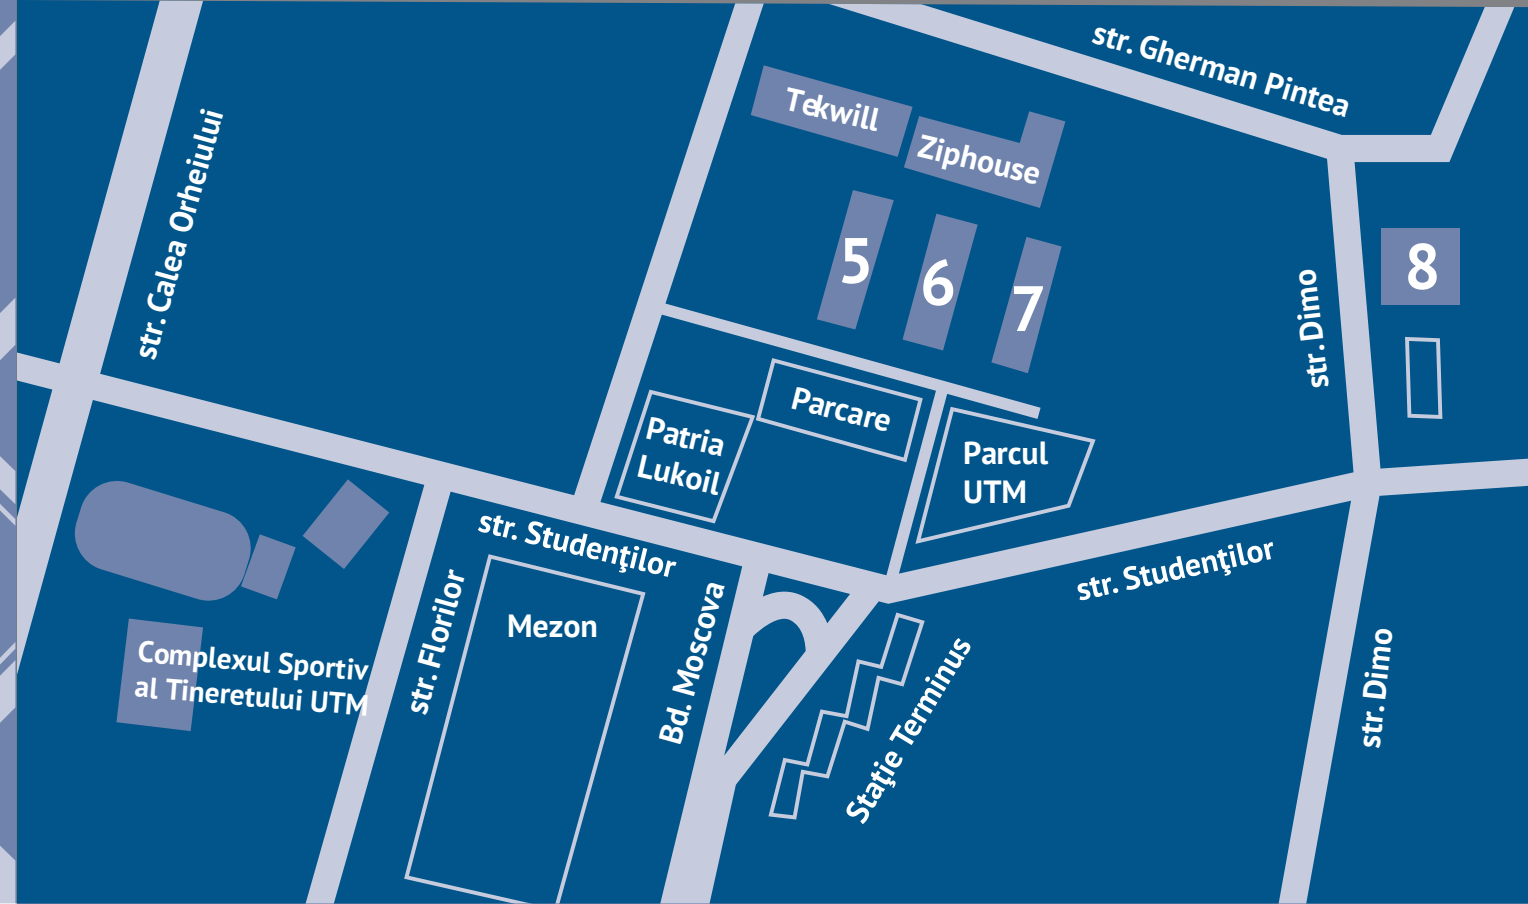 str. Gherman Pintea
Tekwill
Ziphouse
str. Calea Orheiului
5
6
7
8
str. Dimo
Parcare
Patria
Lukoil
Parcul
UTM
str. Studenţilor
str. Studenţilor
Mezon
str. Florilor
Bd. Moscova
Complexul Sportiv
al Tineretului UTM
Staţie Terminus
str. Dimo